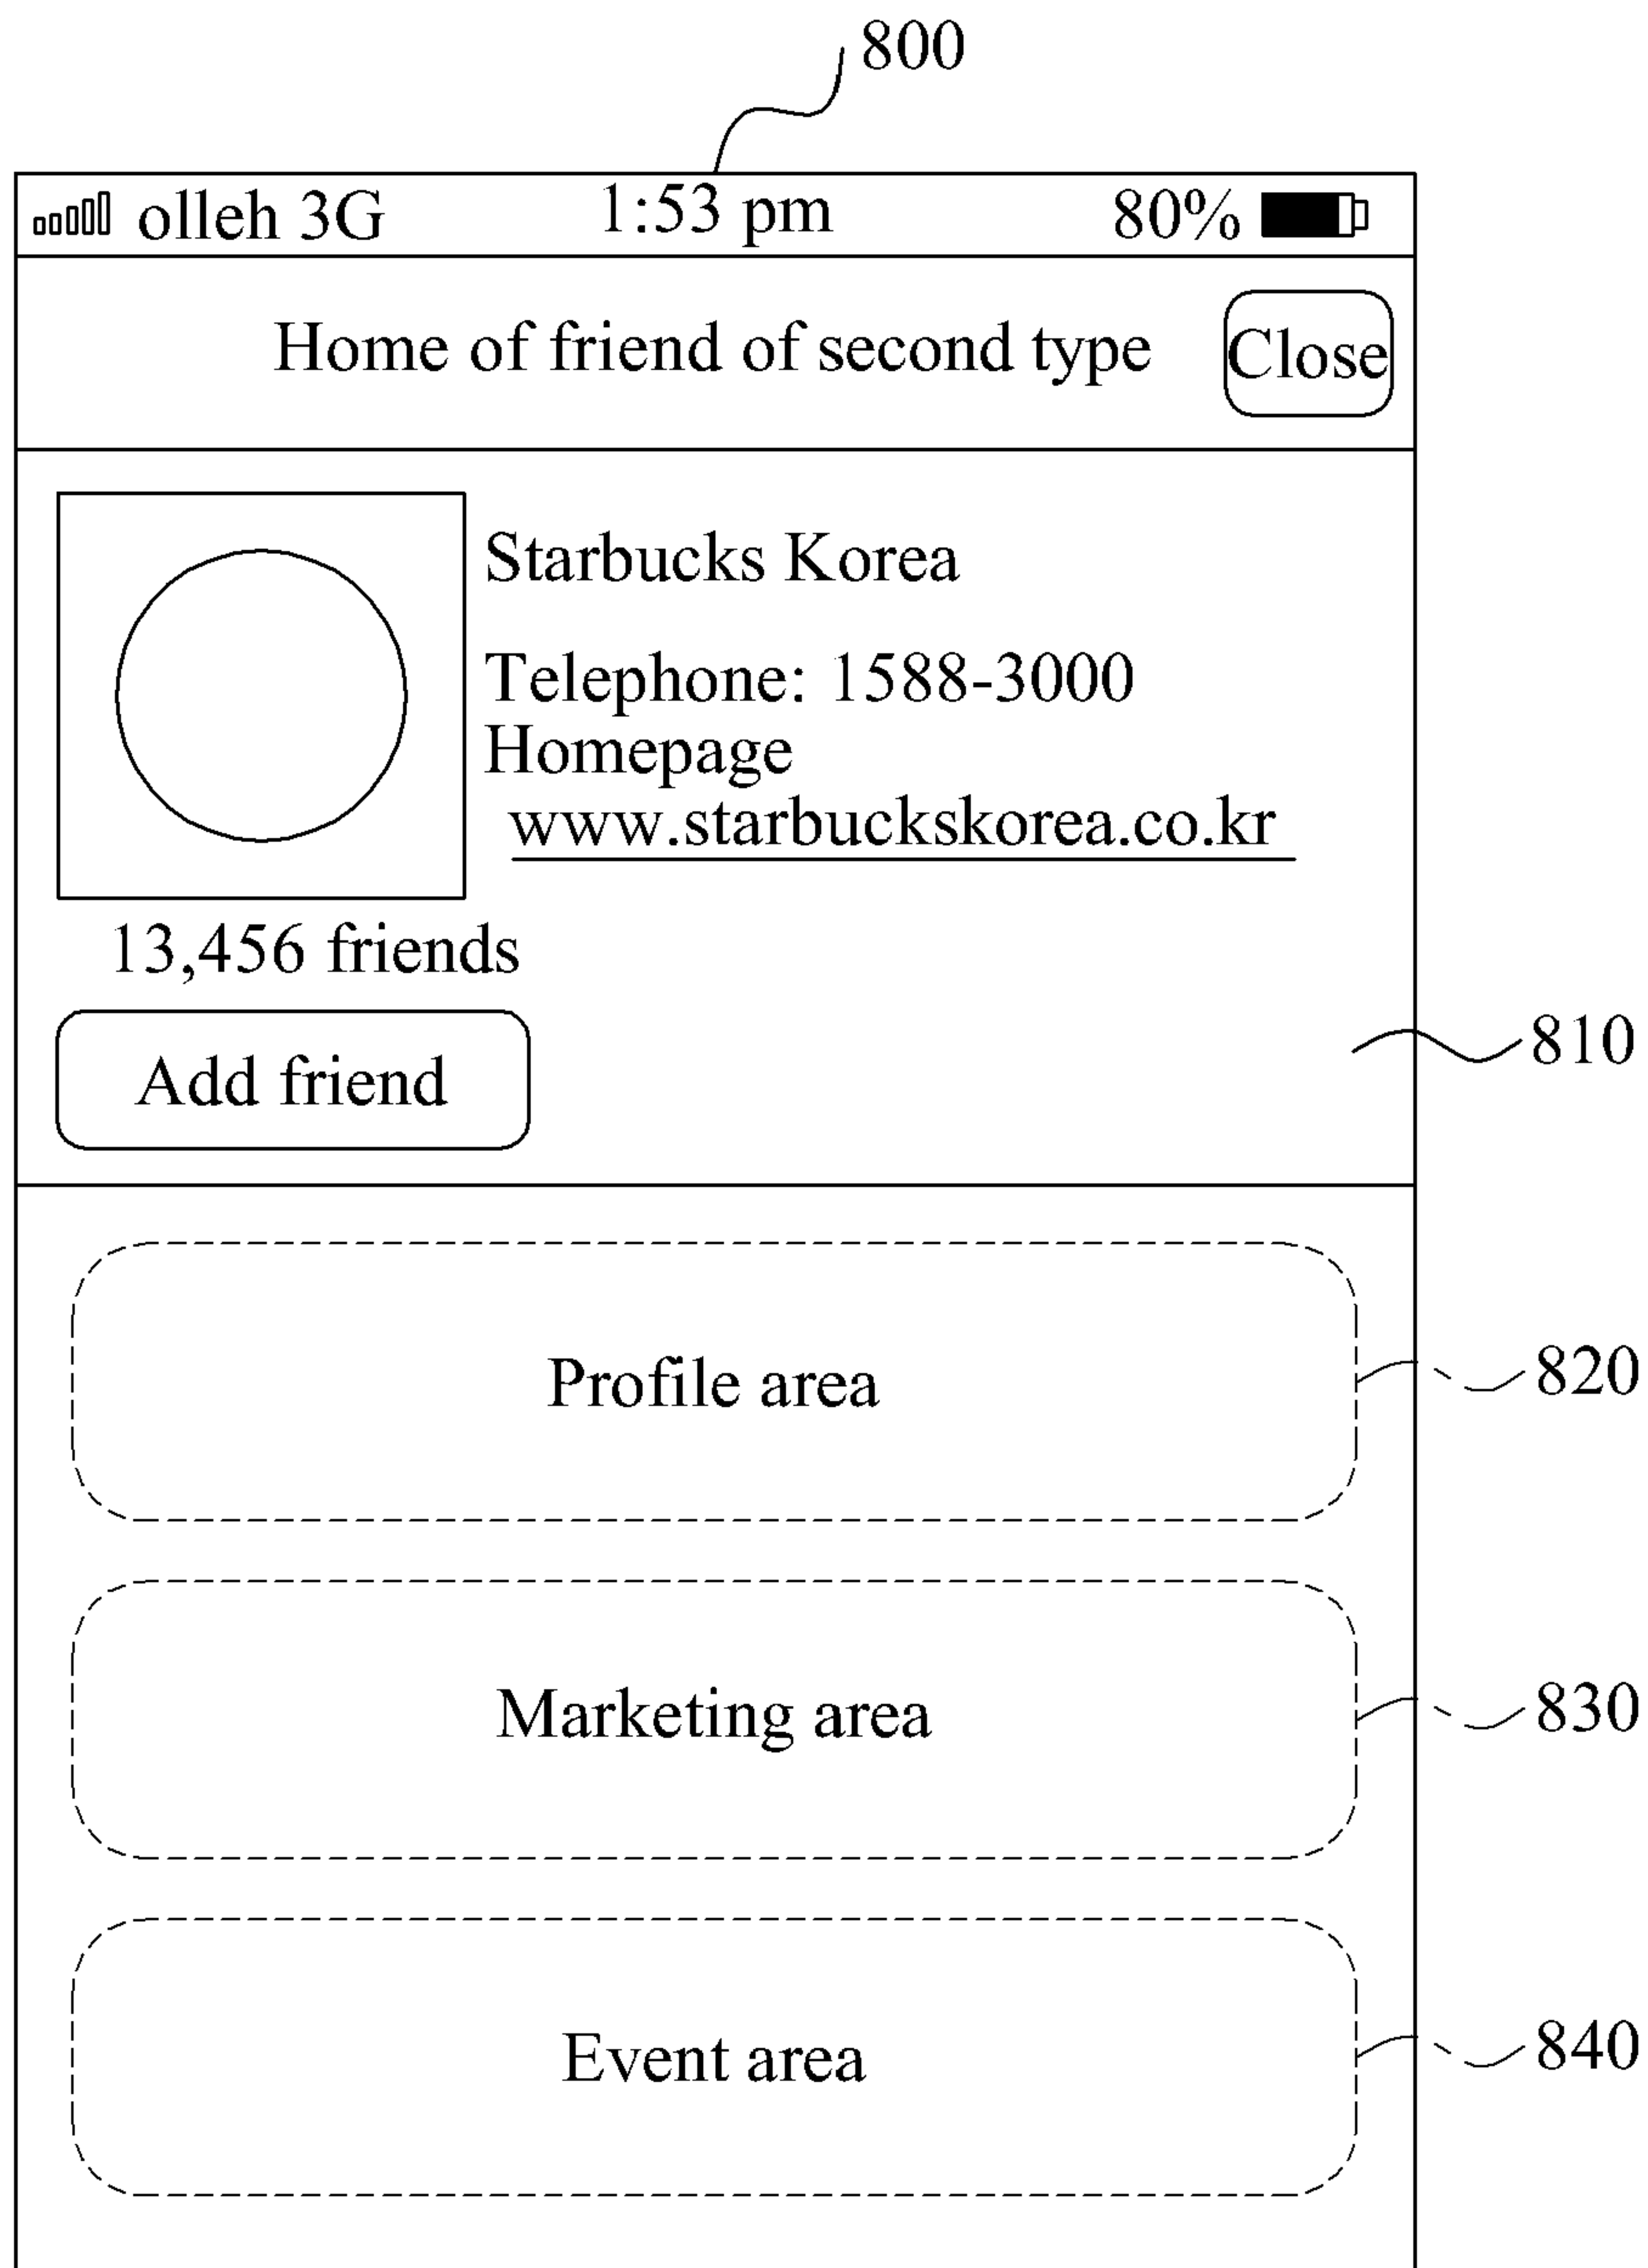 800
olleh 3G 1:53 pm 80%
Home of friend of second type Close
Starbucks Korea
Telephone: 1588-3000
Homepage
www.starbuckskorea.co.kr
13,456 friends
810
Add friend
Profile area 820
Marketing area 830
Event area 840